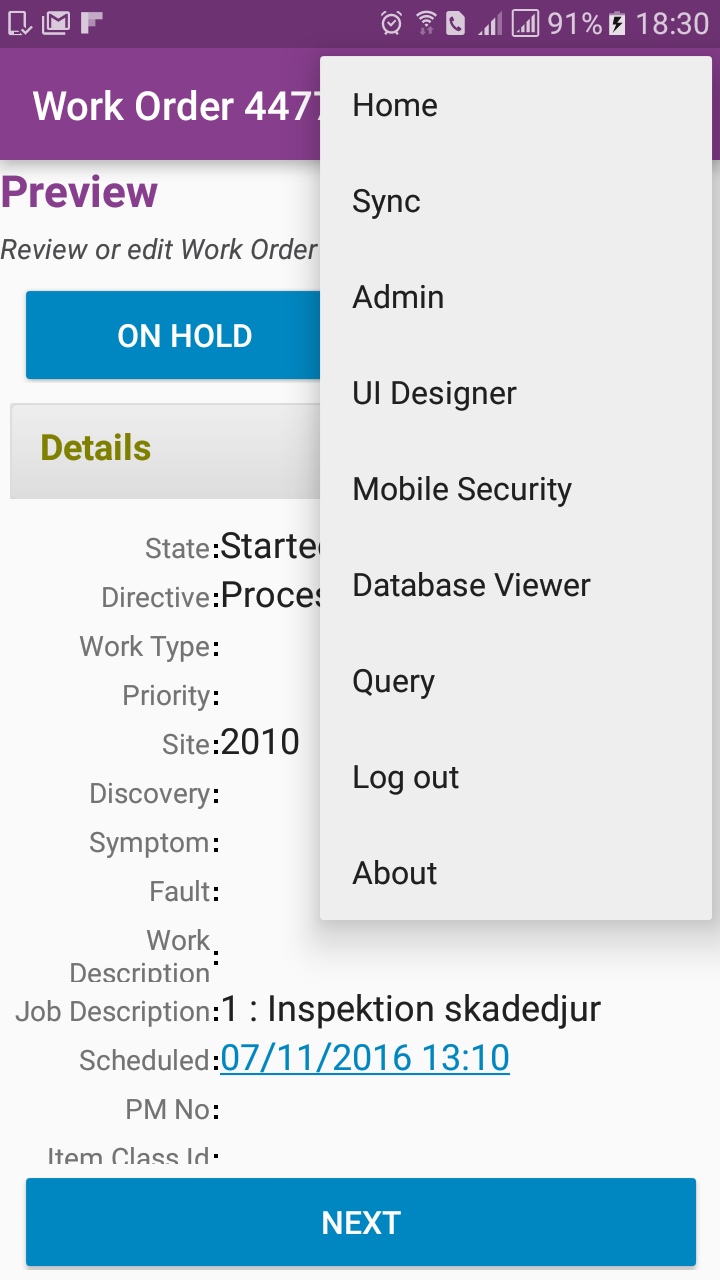 91% 18:30
Work Order 4477
Home
Preview
Sync
Review or edit Work Order
Admin
ON HOLD
UI Designer
Details
Mobile Security
State:Started
Directive:Proces
Database Viewer
Work Type:
Priority:
Query
Site:2010
Log out
Discovery:
Symptom:
About
Fault:
Work
Description:
Job Description:1 : Inspektion skadedjur
Scheduled:07/11/2016 13:10
PM No:
Item Class Id:
NEXT